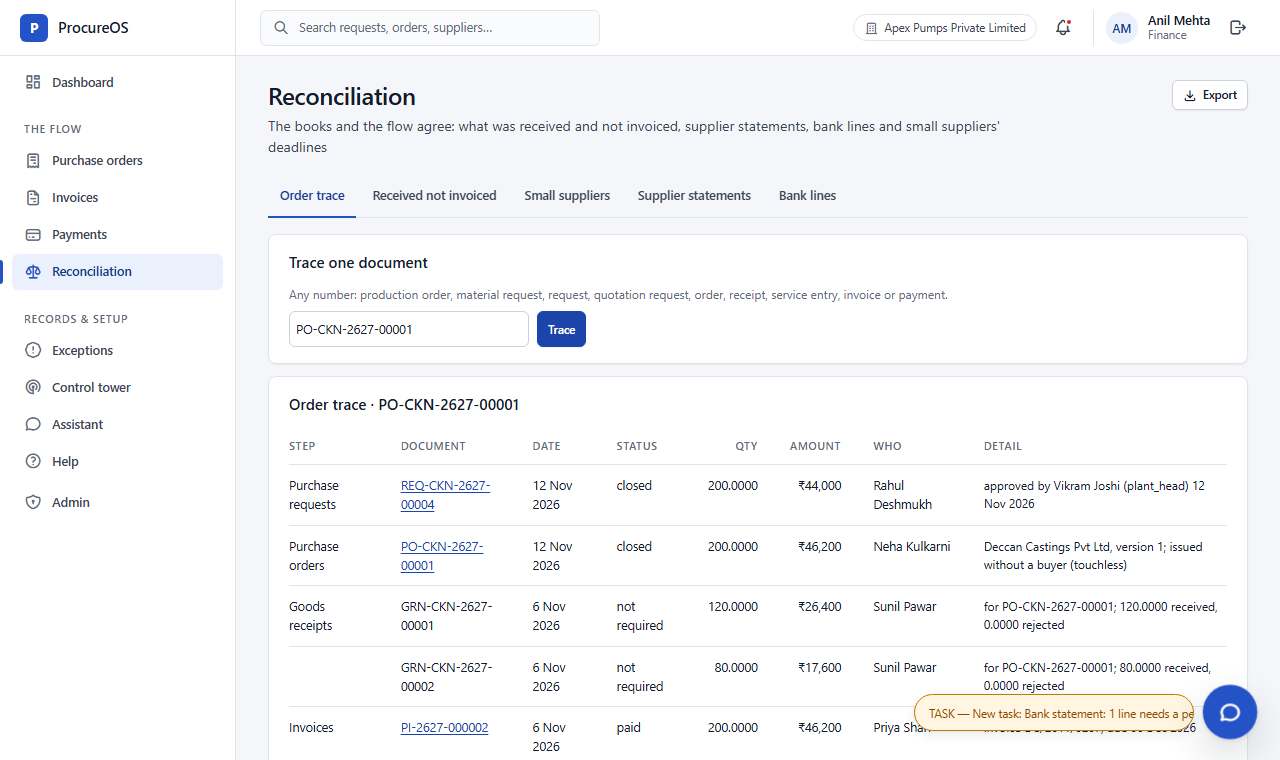 P ProcureOS
Search requests, orders, suppliers...
Apex Pumps Private Limited
AM
Anil Mehta
Finance
Dashboard
THE FLOW
Purchase orders
Invoices
Payments
Reconciliation
RECORDS & SETUP
Exceptions
Control tower
Assistant
Help
Admin
Reconciliation
Export
The books and the flow agree: what was received and not invoiced, supplier statements, bank lines and small suppliers'
deadlines
Order trace Received not invoiced Small suppliers Supplier statements Bank lines
Trace one document
Any number: production order, material request, request, quotation request, order, receipt, service entry, invoice or payment.
PO-CKN-2627-00001 Trace
Order trace · PO-CKN-2627-00001
STEP DOCUMENT DATE STATUS QTY AMOUNT WHO DETAIL
Purchase REQ-CKN-2627- 12 Nov closed 200.0000 ₹44,000 Rahul approved by Vikram Joshi (plant_head) 12
requests 00004 2026 Deshmukh Nov 2026
Purchase PO-CKN-2627- 12 Nov closed 200.0000 ₹46,200 Neha Kulkarni Deccan Castings Pvt Ltd, version 1; issued
orders 00001 2026 without a buyer (touchless)
Goods GRN-CKN-2627- 6 Nov not 120.0000 ₹26,400 Sunil Pawar for PO-CKN-2627-00001; 120.0000 received,
receipts 00001 2026 required 0.0000 rejected
GRN-CKN-2627- 6 Nov not 80.0000 ₹17,600 Sunil Pawar for PO-CKN-2627-00001; 80.0000 received,
00002 2026 required 0.0000 rejected
Invoices PI-2627-000002 6 Nov paid 200.0000 ₹46,200 Priya
2026
TASK — New task: Bank statement: 1 line needs a